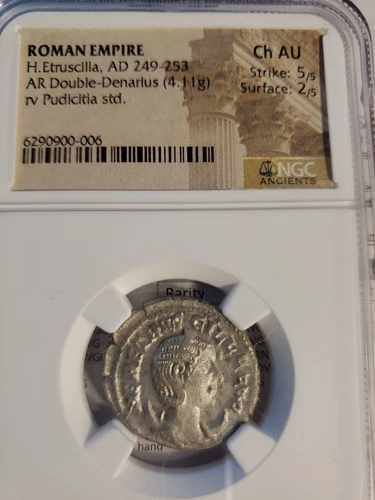 ROMAN EMPIRE
Ch AU
H.Etruscilla, AD 249-253
Strike: 5/5
AR Double-Denarius (4.11g)
Surface: 2/5
rv Pudicitia std.
6290900-006
NGC
ANCIENTS
Rarity
hand